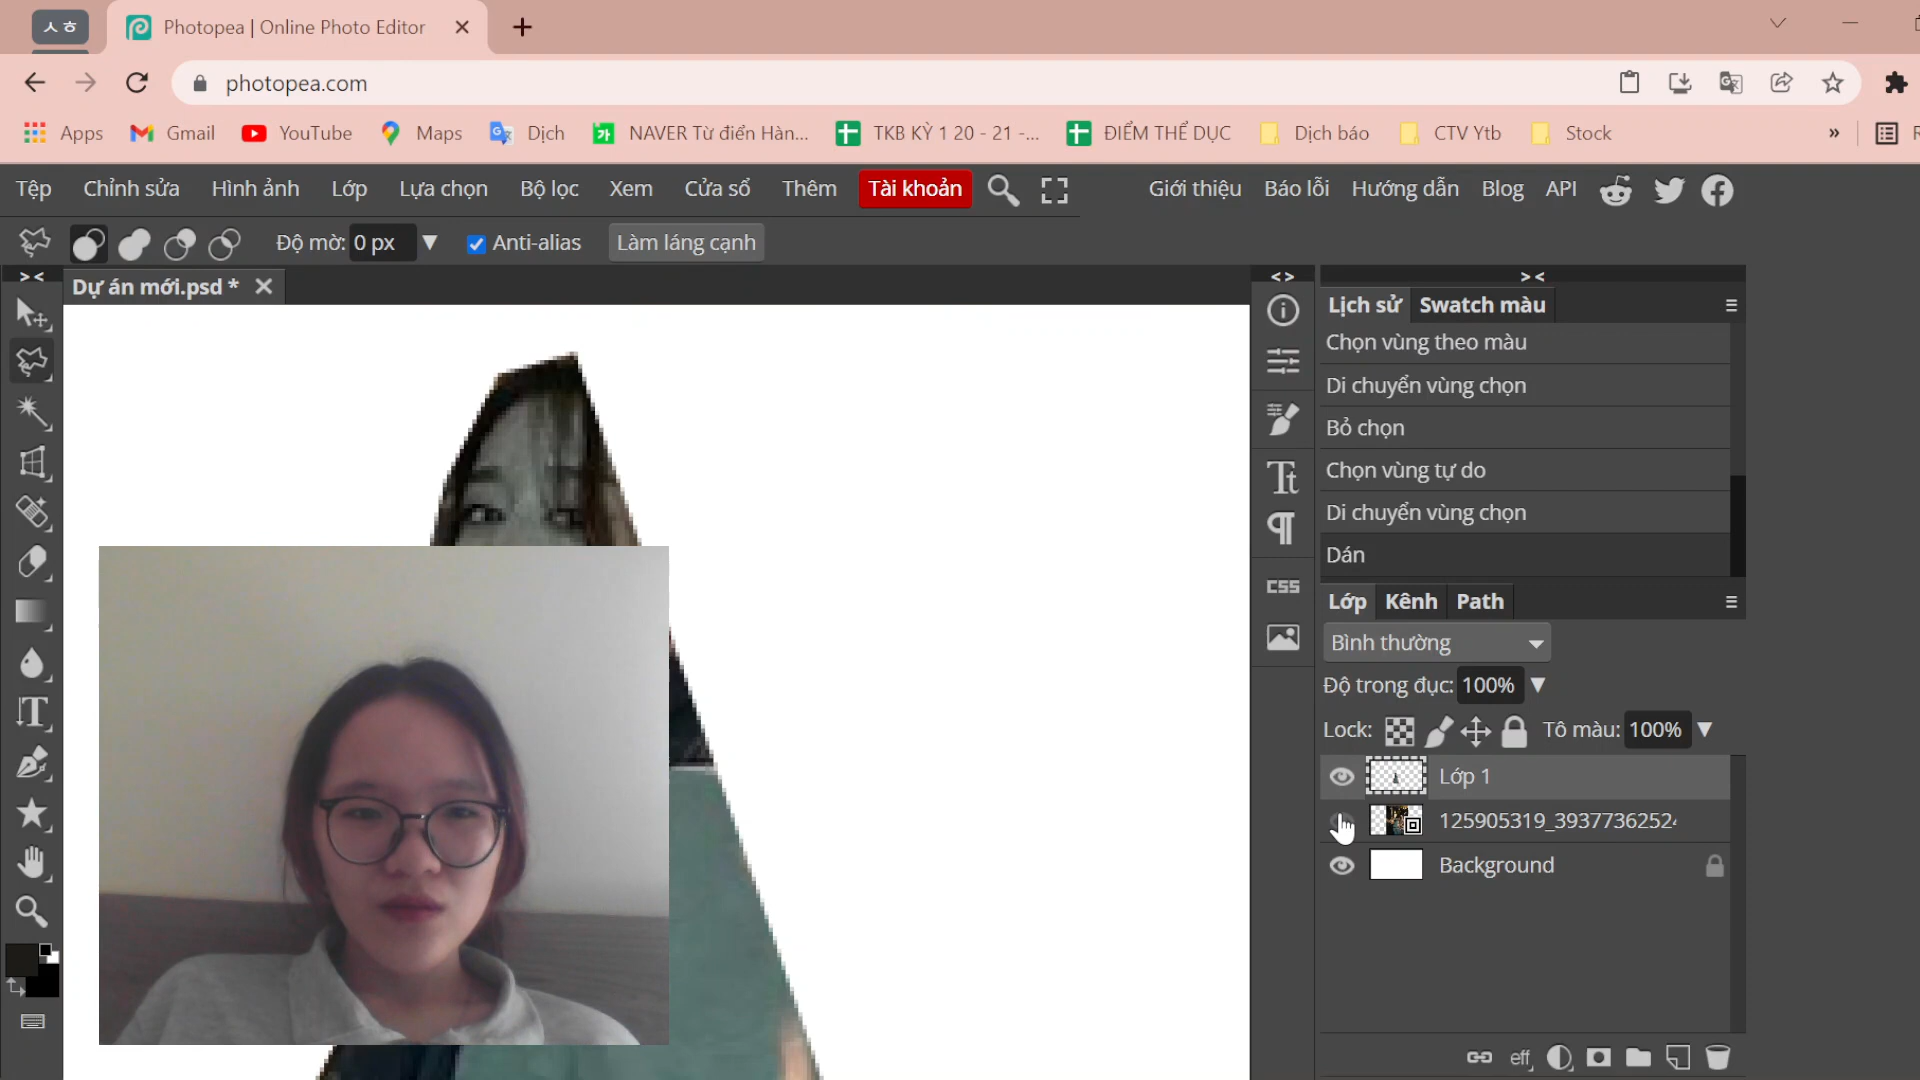 ㅅㅎ
Photopea | Online Photo Editor
photopea.com
Apps Gmail YouTube Maps Dịch NAVER Từ điển Hàn... TKB KỲ 1 20 - 21 -... ĐIỂM THỂ DỤC Dịch báo CTV Ytb Stock »
Tệp Chỉnh sửa Hình ảnh Lớp Lựa chọn Bộ lọc Xem Cửa sổ Thêm Tài khoản Giới thiệu Báo lỗi Hướng dẫn Blog API
Độ mờ: 0 px Anti-alias Làm láng cạnh
Dự án mới.psd *
Lịch sử Swatch màu
Chọn vùng theo màu
Di chuyển vùng chọn
Bỏ chọn
Chọn vùng tự do
Di chuyển vùng chọn
Dán
CSS
Lớp Kênh Path
Bình thường
Độ trong đục: 100%
Lock: Tô màu: 100%
Lớp 1
125905319_3937736252
Background
eff